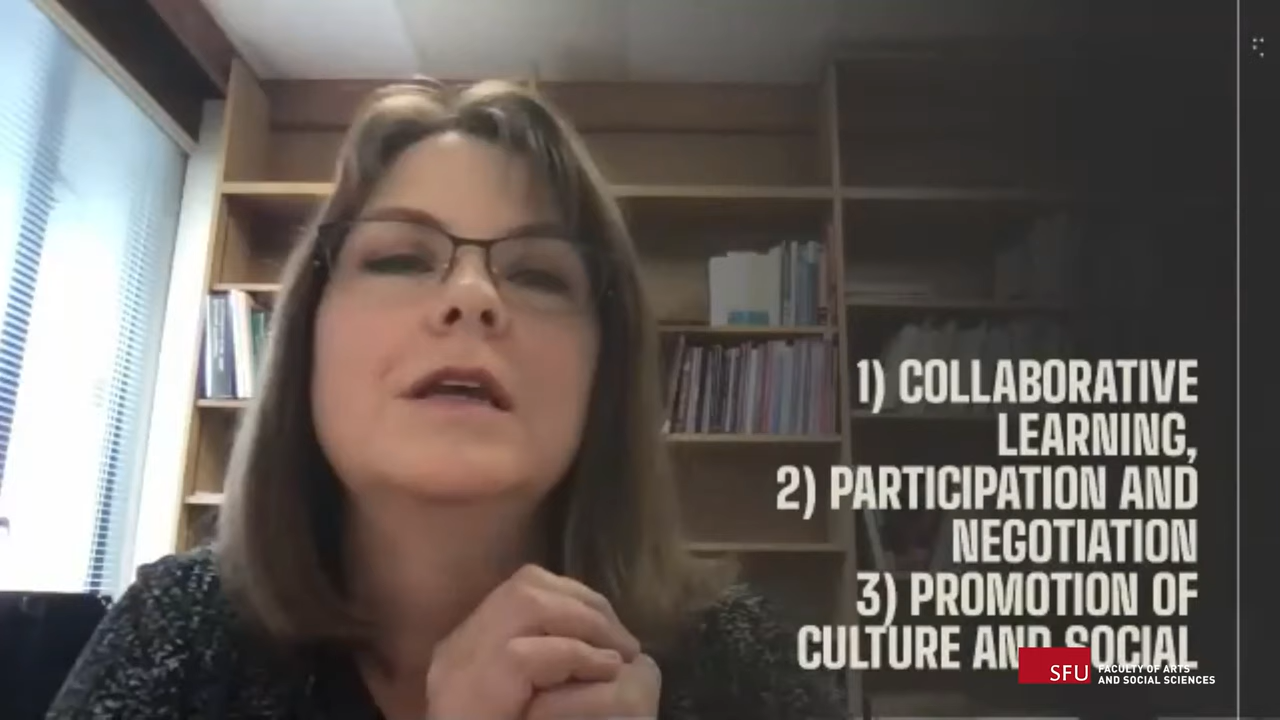 1) COLLABORATIVE
LEARNING,
2) PARTICIPATION AND
NEGOTIATION
3) PROMOTION OF
CULTURE AND SOCIAL
SFU
FACULTY OF ARTS
AND SOCIAL SCIENCES